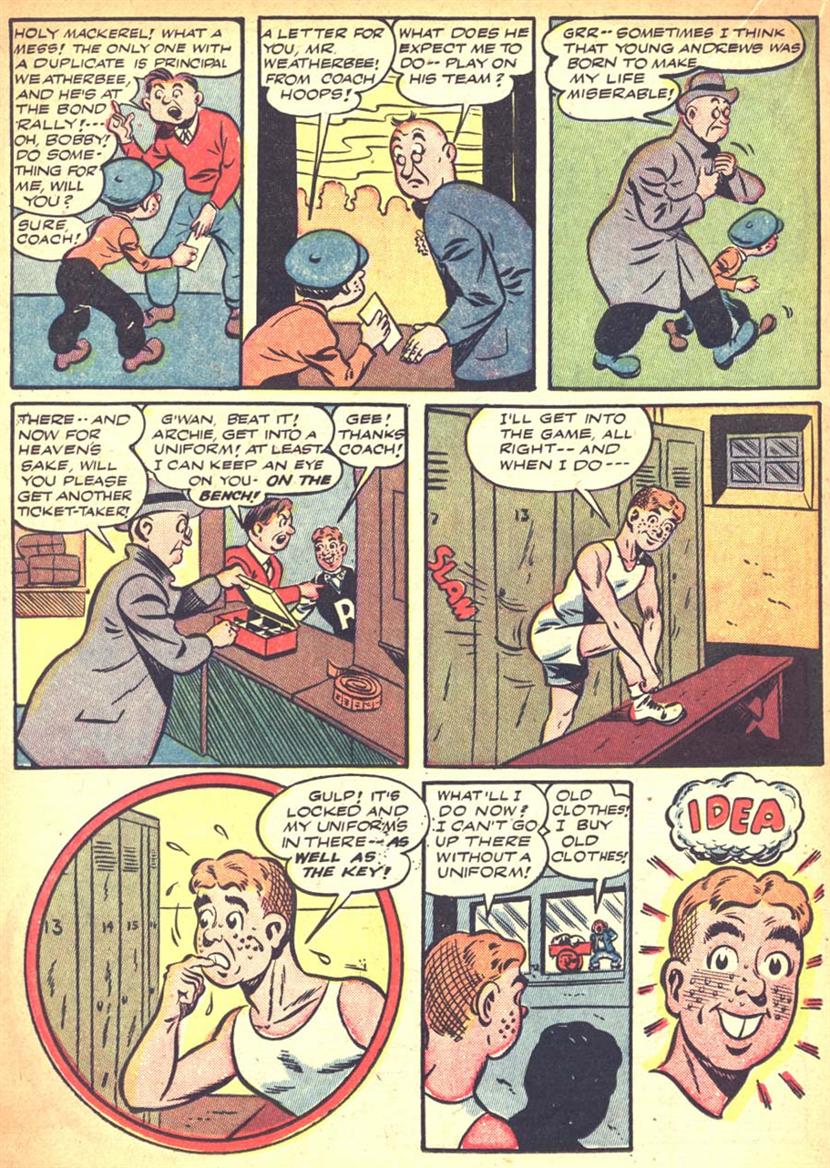 HOLY MACKEREL! WHAT A
MESS! THE ONLY ONE WITH
A DUPLICATE IS PRINCIPAL
WEATHERBEE,
AND HE'S AT
THE BOND
RALLY!---
OH, BOBBY!
DO SOME-
THING FOR
ME, WILL
YOU?
SURE,
COACH!
A LETTER FOR
YOU, MR.
WEATHERBEE!
FROM COACH
HOOPS!
WHAT DOES HE
EXPECT ME TO
DO-- PLAY ON
HIS TEAM?
GRR-- SOMETIMES I THINK
THAT YOUNG ANDREWS WAS
BORN TO MAKE
MY LIFE
MISERABLE!
THERE-- AND
NOW FOR
HEAVEN'S
SAKE, WILL
YOU PLEASE
GET ANOTHER
TICKET-TAKER!
G'WAN, BEAT IT!
ARCHIE, GET INTO A
UNIFORM! AT LEAST
I CAN KEEP AN EYE
ON YOU- ON THE
BENCH!
GEE!
THANKS
COACH!
R
I'LL GET INTO
THE GAME, ALL
RIGHT-- AND
WHEN I DO---
7
13
SLAM
GULP! IT'S
LOCKED AND
MY UNIFORM'S
IN THERE-- AS
WELL AS
THE KEY!
13 14 15
WHAT'LL I
DO NOW?
I CAN'T GO
UP THERE
WITHOUT A
UNIFORM!
OLD
CLOTHES!
I BUY
OLD
CLOTHES!
IDEA